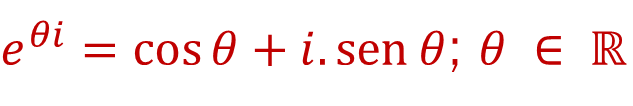 e^{θi} = cos θ + i. sen θ; θ ∈ ℝ